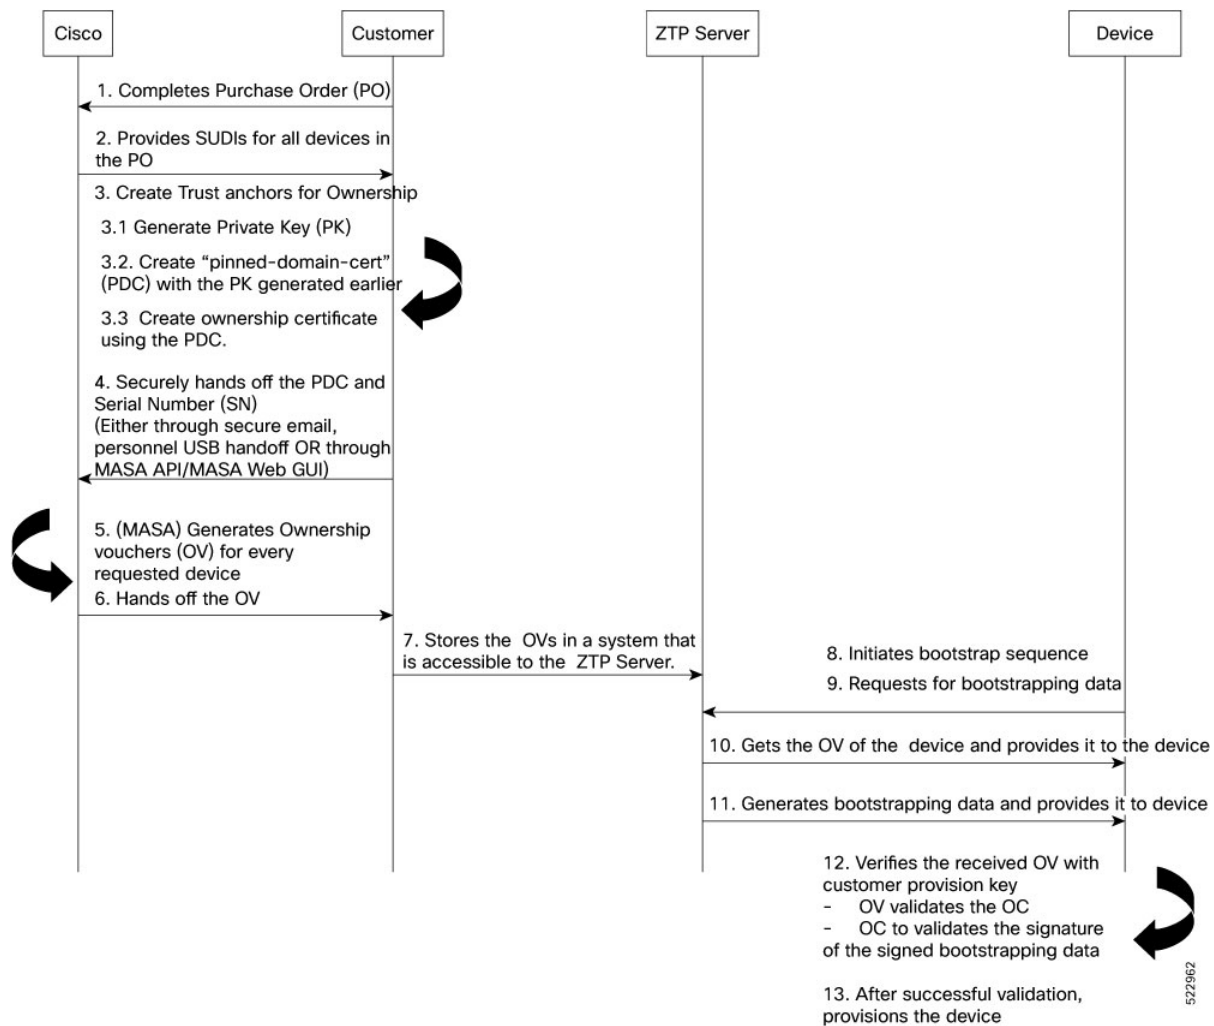 Cisco
Customer
ZTP Server
Device
1. Completes Purchase Order (PO)
2. Provides SUDIs for all devices in
the PO
3. Create Trust anchors for Ownership
3.1 Generate Private Key (PK)
3.2. Create “pinned-domain-cert”
(PDC) with the PK generated earlier
3.3 Create ownership certificate
using the PDC.
4. Securely hands off the PDC and
Serial Number (SN)
(Either through secure email,
personnel USB handoff OR through
MASA API/MASA Web GUI)
5. (MASA) Generates Ownership
vouchers (OV) for every
requested device
6. Hands off the OV
7. Stores the OVs in a system that
is accessible to the ZTP Server.
8. Initiates bootstrap sequence
9. Requests for bootstrapping data
10. Gets the OV of the device and provides it to the device
11. Generates bootstrapping data and provides it to device
12. Verifies the received OV with
customer provision key
- OV validates the OC
- OC to validates the signature
of the signed bootstrapping data
13. After successful validation,
provisions the device
522962